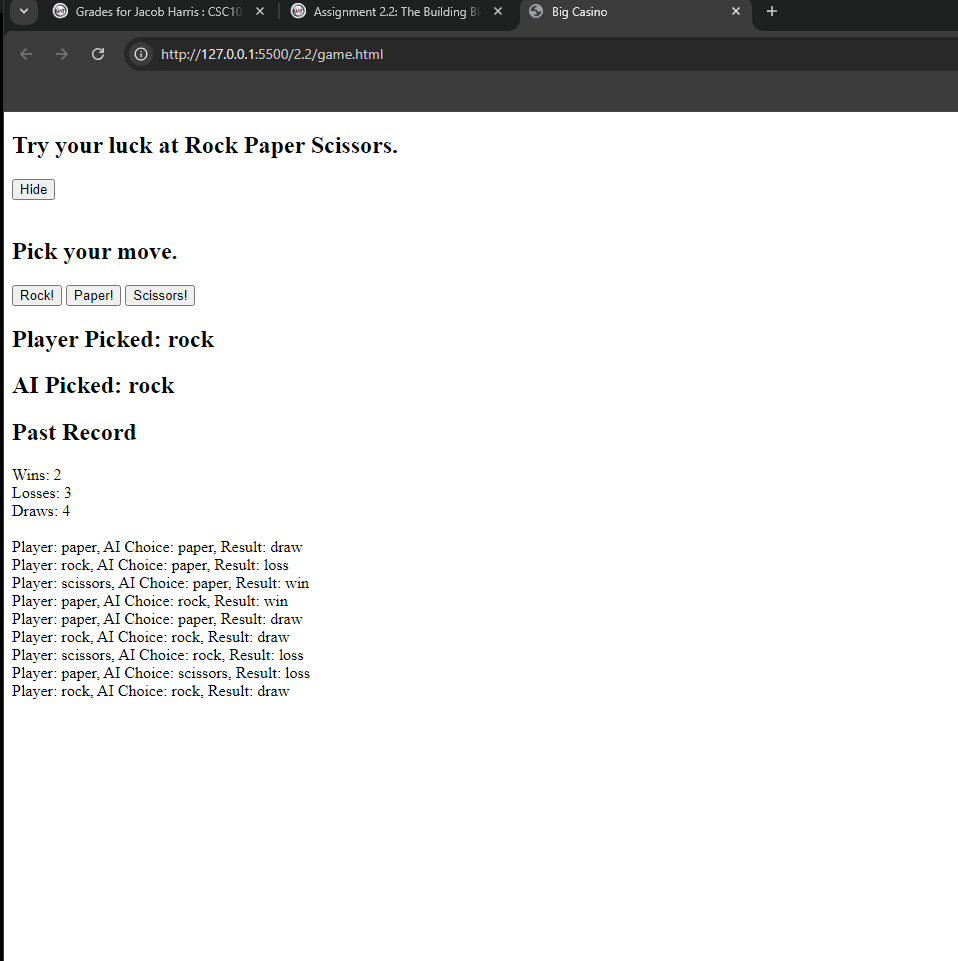 Grades for Jacob Harris : CSC10
Assignment 2.2: The Building Bl
Big Casino
http://127.0.0.1:5500/2.2/game.html
Try your luck at Rock Paper Scissors.
Hide
Pick your move.
Rock! Paper! Scissors!
Player Picked: rock
AI Picked: rock
Past Record
Wins: 2
Losses: 3
Draws: 4
Player: paper, AI Choice: paper, Result: draw
Player: rock, AI Choice: paper, Result: loss
Player: scissors, AI Choice: paper, Result: win
Player: paper, AI Choice: rock, Result: win
Player: paper, AI Choice: paper, Result: draw
Player: rock, AI Choice: rock, Result: draw
Player: scissors, AI Choice: rock, Result: loss
Player: paper, AI Choice: scissors, Result: loss
Player: rock, AI Choice: rock, Result: draw